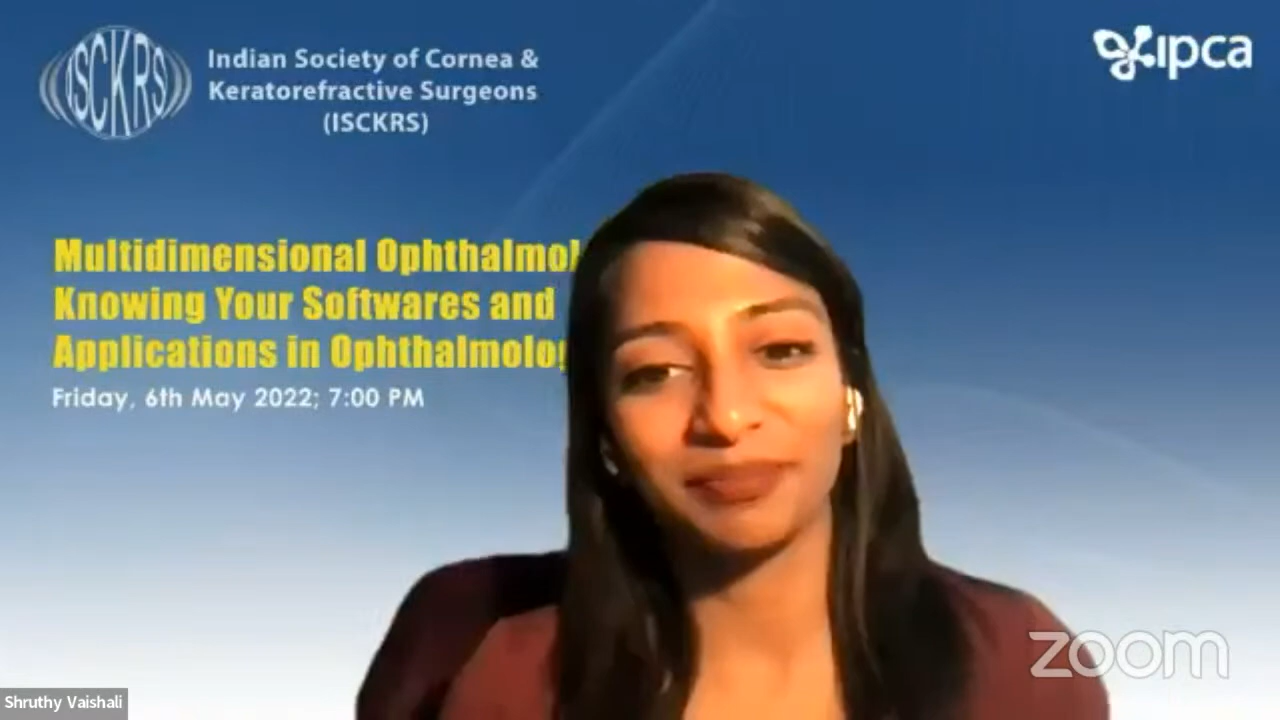 ISCKRS
Indian Society of Cornea &
Keratorefractive Surgeons
(ISCKRS)
ipca
Multidimensional Ophthalmol
Knowing Your Softwares and
Applications in Ophthalmolo
Friday, 6th May 2022; 7:00 PM
zoom
Shruthy Vaishali